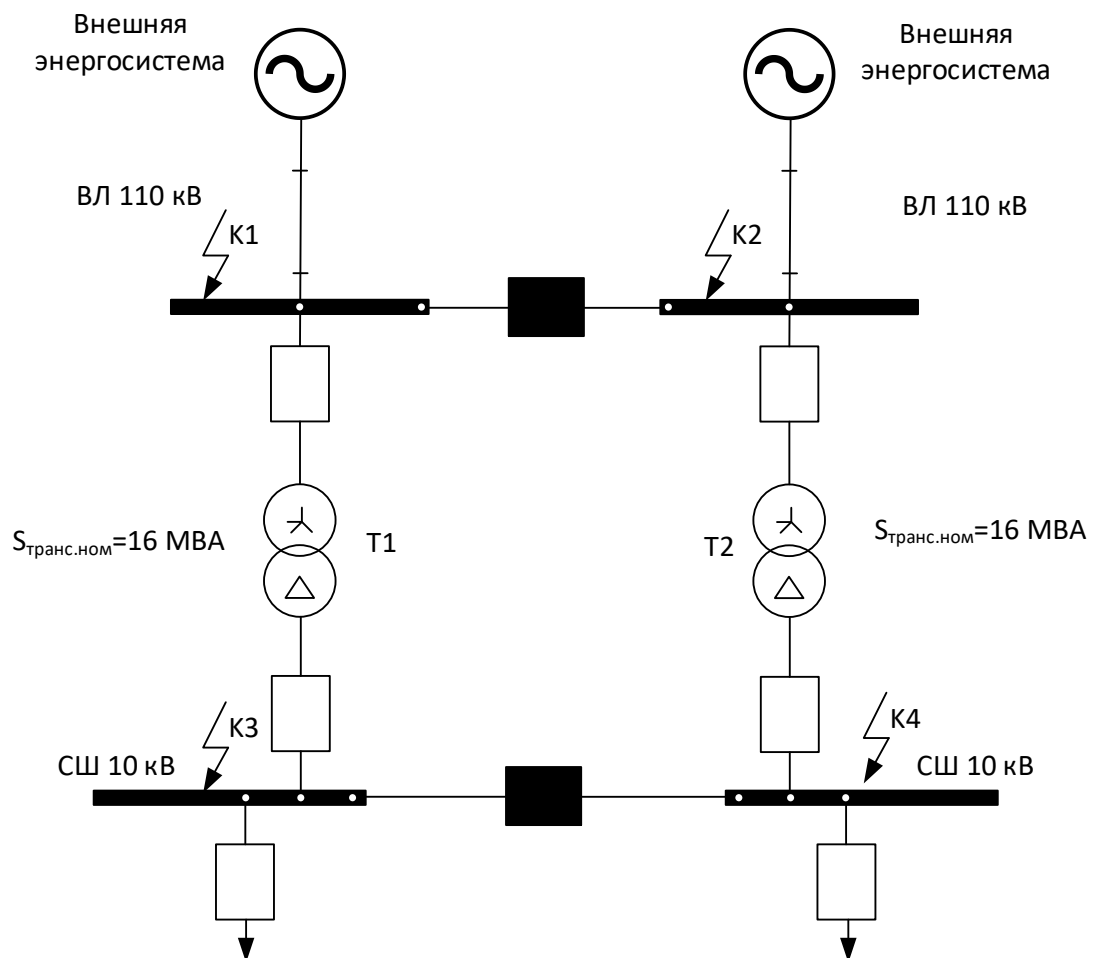 Внешняя
энергосистема
Внешняя
энергосистема
ВЛ 110 кВ
ВЛ 110 кВ
К1
К2
Sтранс.ном=16 МВА
Т1
Т2
Sтранс.ном=16 МВА
К3
К4
СШ 10 кВ
СШ 10 кВ